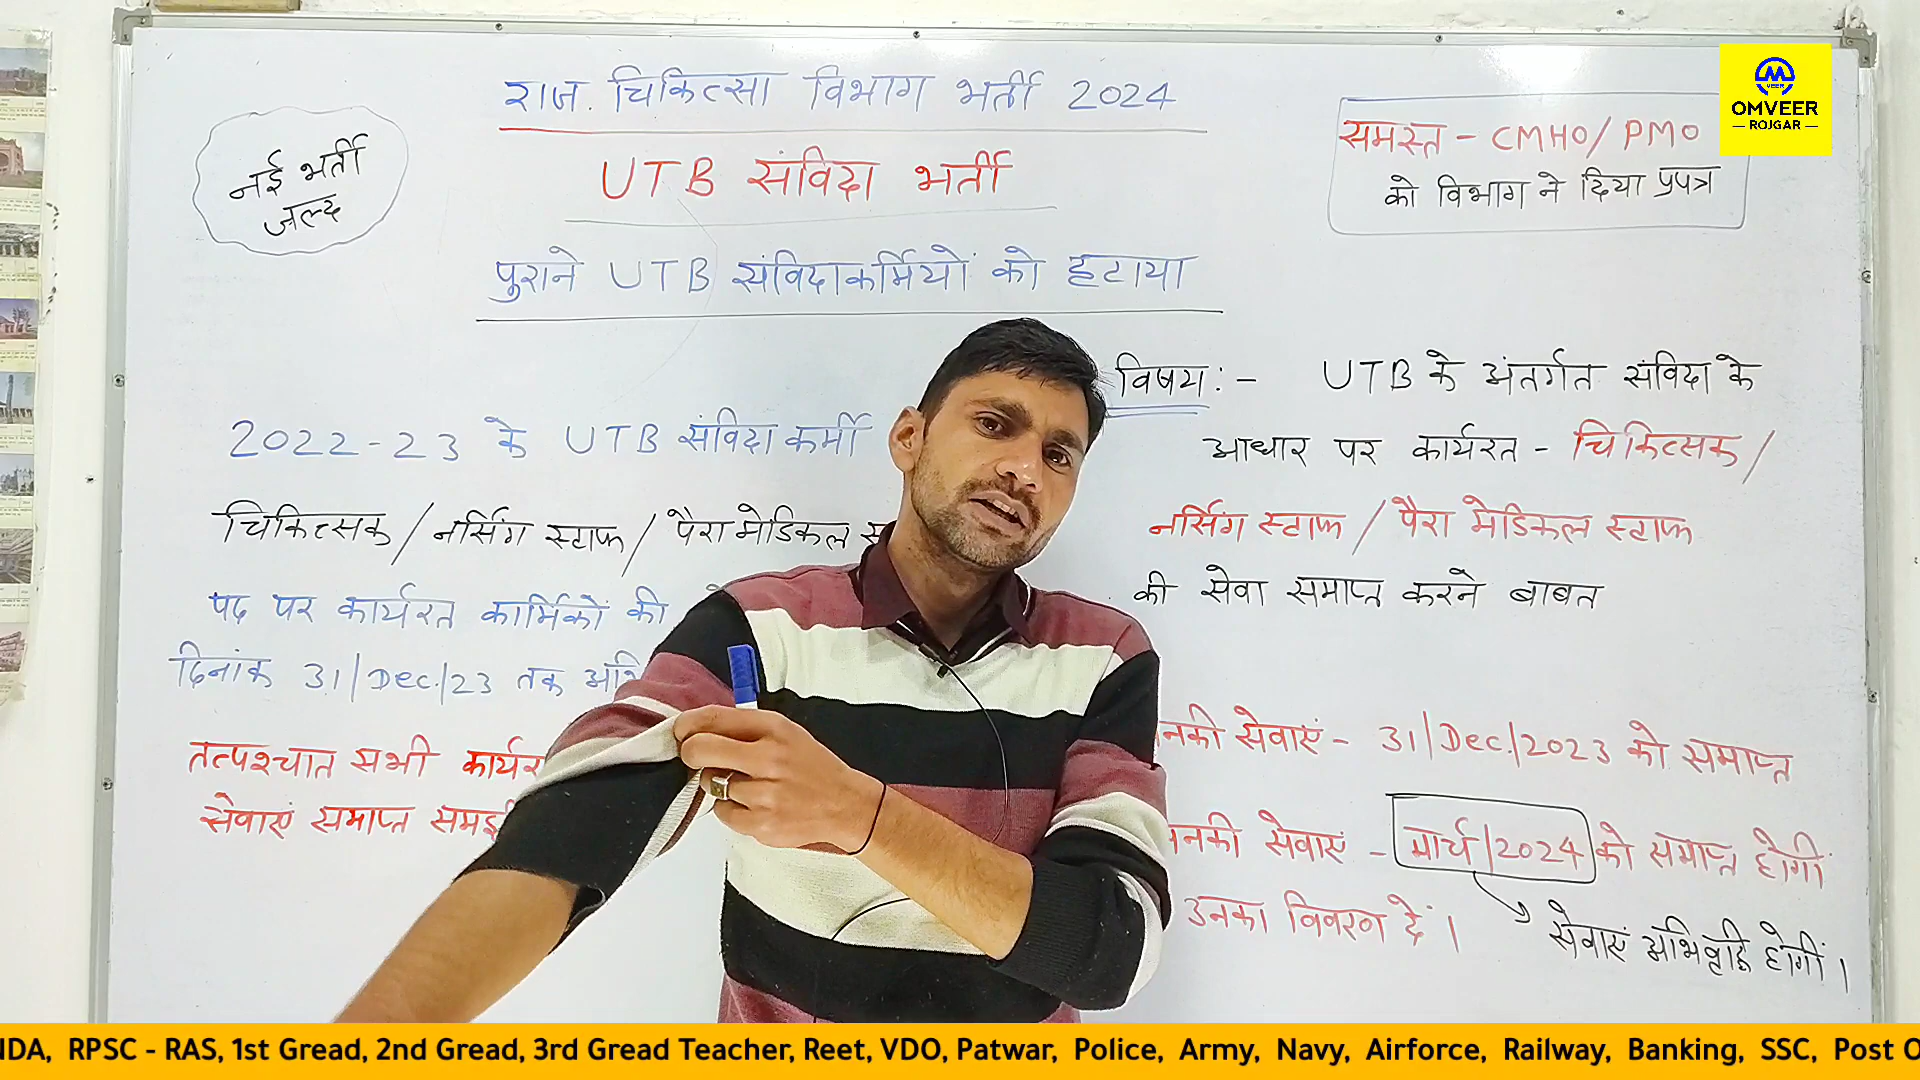 राज. चिकित्सा विभाग भर्ती 2024
UTB संविदा भर्ती
पुराने UTB संविदाकर्मियों को हटाया
नई भर्ती
जल्द
समस्त - CMHO/PMO
को विभाग ने दिया प्रपत्र
VEER
OMVEER
— ROJGAR —
2022-23 के UTB संविदा कर्मी
चिकित्सक / नर्सिंग स्टाफ / पैरा मेडिकल
पद पर कार्यरत कार्मिकों की
दिनांक 31/Dec./23 तक
तत्पश्चात सभी
सेवाएं समाप्त
विषय:- UTB के अंतर्गत संविदा के
आधार पर कार्यरत - चिकित्सक /
नर्सिंग स्टाफ / पैरा मेडिकल स्टाफ
की सेवा समाप्त करने बाबत
सेवाएं - 31/Dec./2023 को समाप्त
सेवाएं - मार्च/2024 को समाप्त होगीं
उनका विवरण दें।
सेवाएं अभिवृद्धि होगीं।
RPSC - RAS, 1st Gread, 2nd Gread, 3rd Gread Teacher, Reet, VDO, Patwar, Police, Army, Navy, Airforce, Railway, Banking, SSC, Post